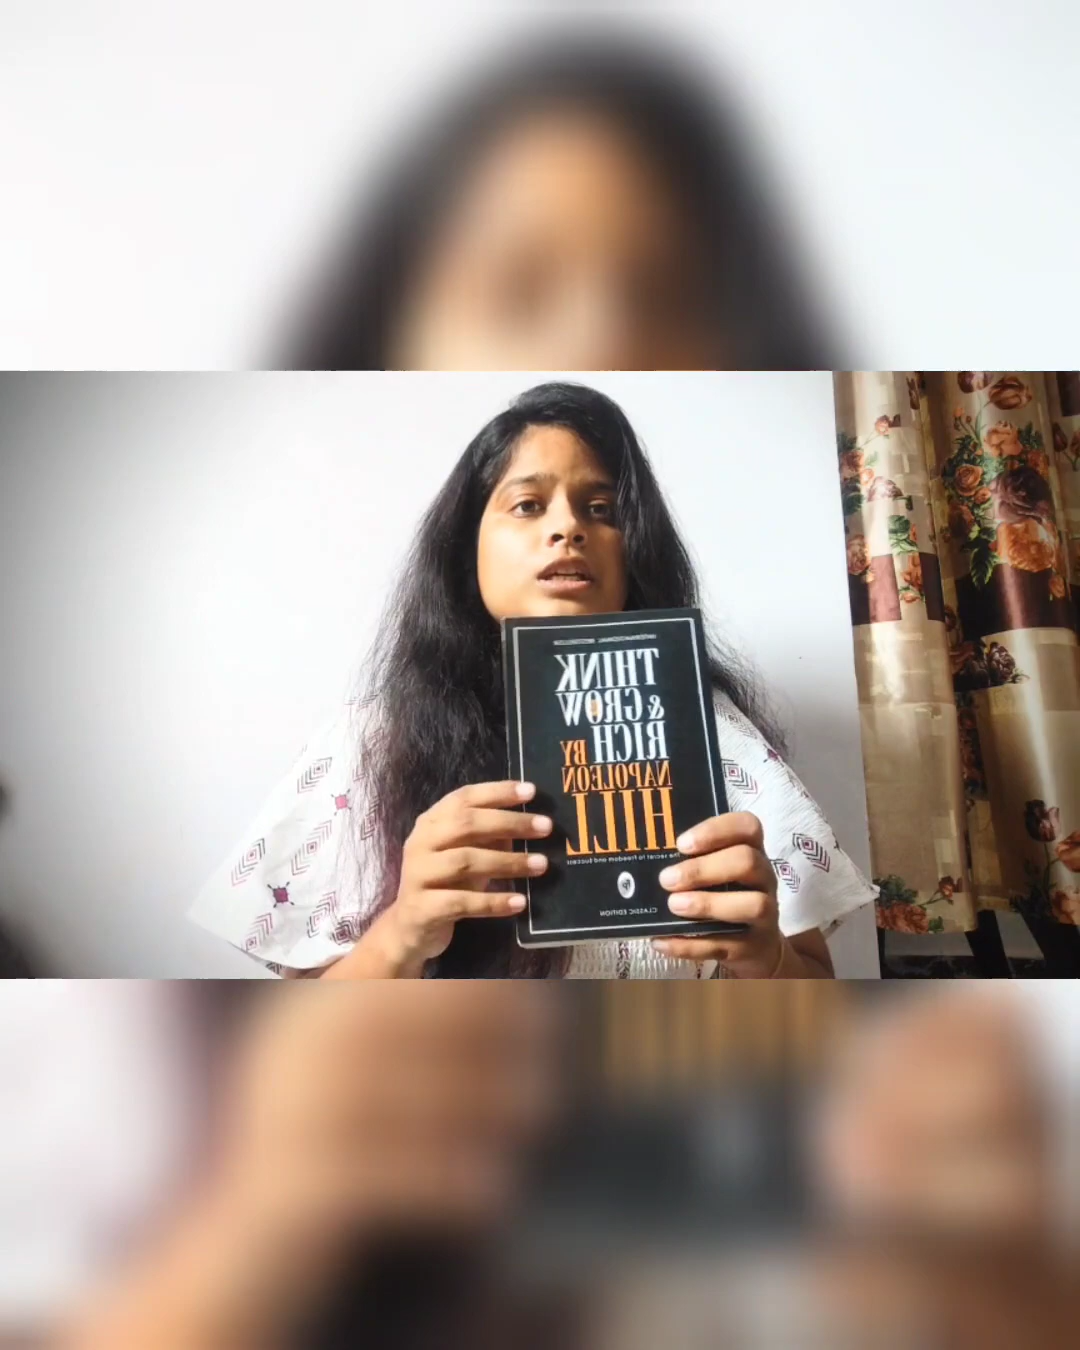 INTERNATIONAL BESTSELLER
THINK
& GROW
RICH BY
NAPOLEON
HILL
The secret to Freedom and Success
CLASSIC EDITION